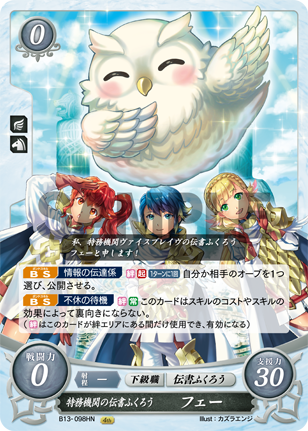 0
私、特務機関ヴァイスブレイヴの伝書ふくろう
フェーと申します!
B S 情報の伝達係 絆 起 1ターンに1回 自分か相手のオーブを1つ
選び、公開させる。
B S 不休の待機 絆 常 このカードはスキルのコストやスキルの
効果によって裏向きにならない。
(絆はこのカードが絆エリアにある間だけ使用でき、有効になる)
戦闘力
0
射程 — 下級職 伝書ふくろう
支援力
30
特務機関の伝書ふくろう フェー
B13-098HN 4th Illust:カズラエンジ